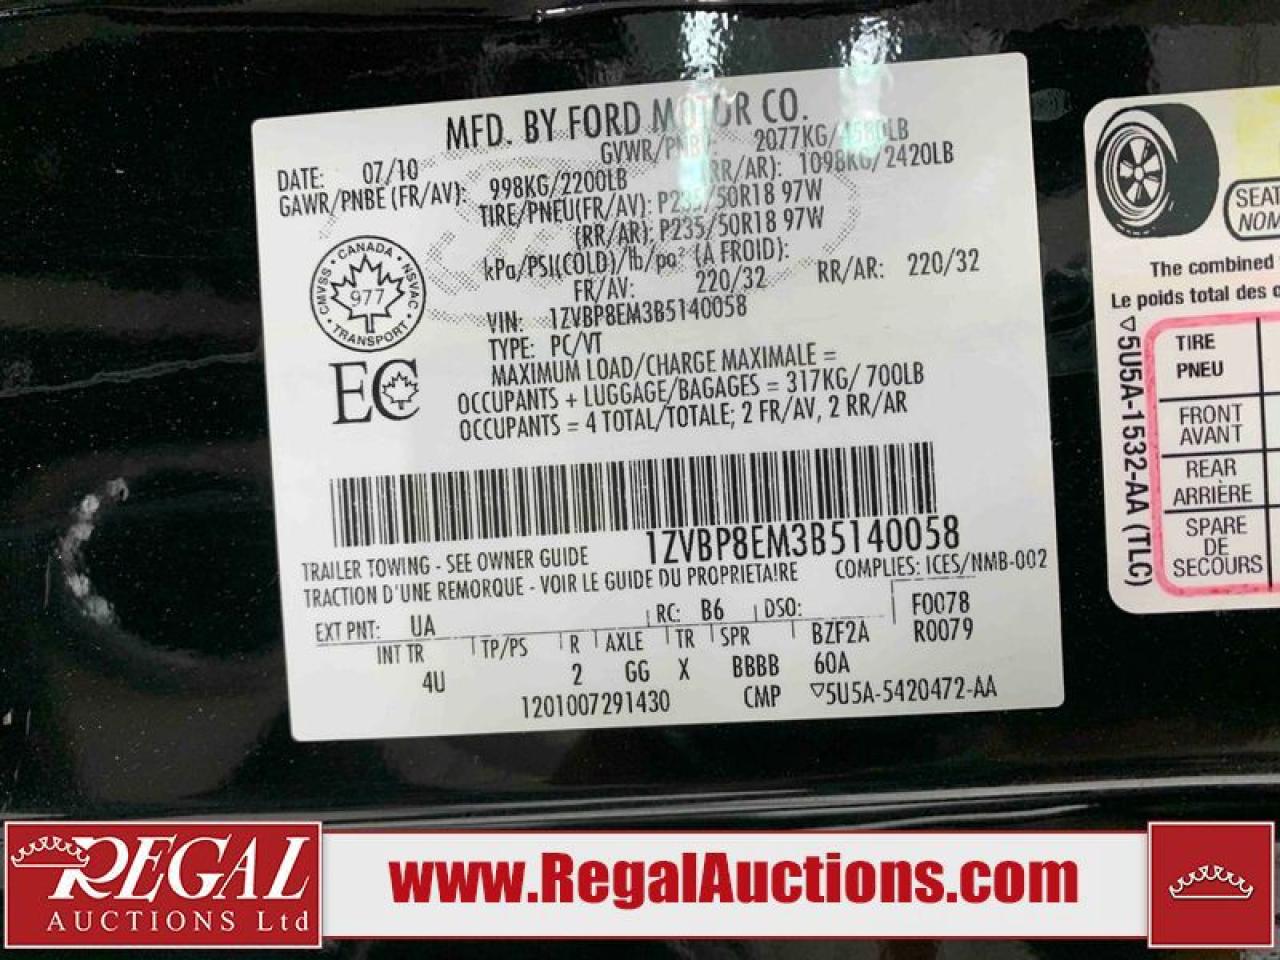 MFD. BY FORD MOTOR CO.
DATE: 07/10 GVWR/PNBV: 2077KG/4580LB
GAWR/PNBE (FR/AV): 998KG/2200LB (RR/AR): 1098KG/2420LB
TIRE/PNEU(FR/AV): P235/50R18 97W
(RR/AR): P235/50R18 97W
kPa/PSI(COLD)/lb/pq² (A FROID):
FR/AV: 220/32 RR/AR: 220/32
VIN: 1ZVBP8EM3B5140058
TYPE: PC/VT
MAXIMUM LOAD/CHARGE MAXIMALE =
OCCUPANTS + LUGGAGE/BAGAGES = 317KG/ 700LB
OCCUPANTS = 4 TOTAL/TOTALE; 2 FR/AV, 2 RR/AR
CANADA
CMVSS 977 NSVAC
TRANSPORT
EC
1ZVBP8EM3B5140058
TRAILER TOWING - SEE OWNER GUIDE
TRACTION D'UNE REMORQUE - VOIR LE GUIDE DU PROPRIETAIRE
COMPLIES: ICES/NMB-002
EXT PNT: UA RC: B6 DSO: F0078
INT TR TP/PS R AXLE TR SPR BZF2A R0079
4U 2 GG X BBBB 60A
1201007291430 CMP ▽5U5A-5420472-AA
SEAT
NOM
The combined
Le poids total des
▽5U5A-1532-AA (TLC)
TIRE
PNEU
FRONT
AVANT
REAR
ARRIÈRE
SPARE
DE
SECOURS
REGAL
AUCTIONS Ltd
www.RegalAuctions.com